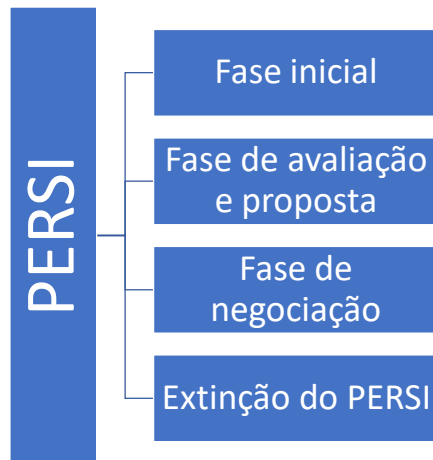 PERSI
Fase inicial
Fase de avaliação
e proposta
Fase de
negociação
Extinção do PERSI